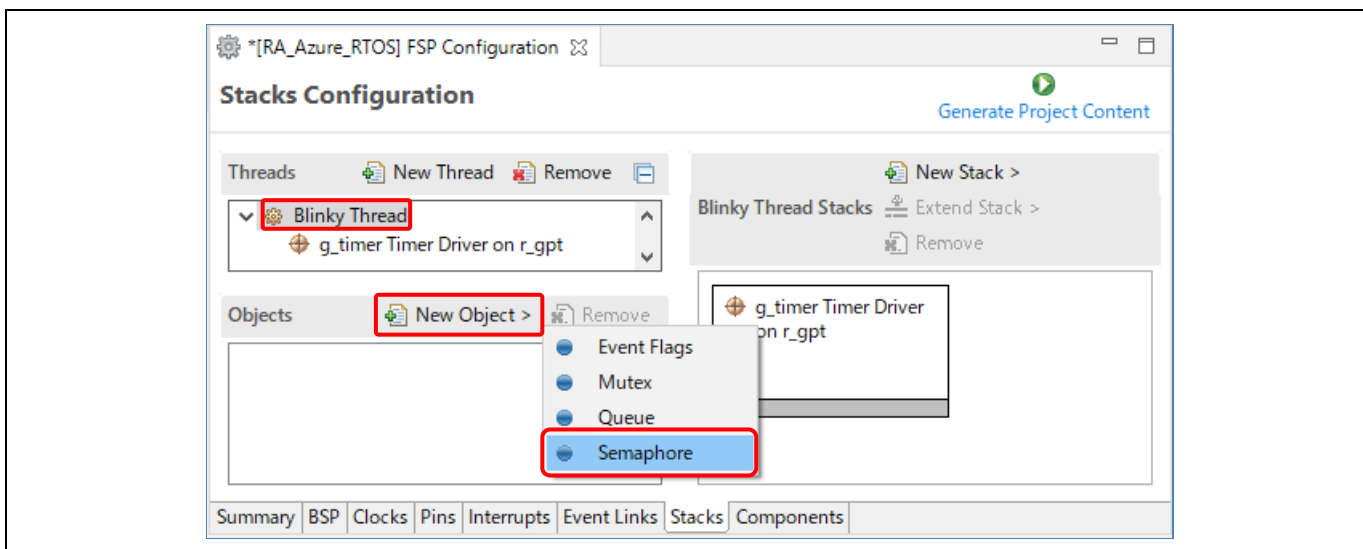 *[RA_Azure_RTOS] FSP Configuration
Stacks Configuration
Generate Project Content
Threads New Thread Remove
Blinky Thread
g_timer Timer Driver on r_gpt
New Stack >
Blinky Thread Stacks Extend Stack >
Remove
Objects New Object > Remove
Event Flags
Mutex
Queue
Semaphore
g_timer Timer Driver
on r_gpt
Summary BSP Clocks Pins Interrupts Event Links Stacks Components